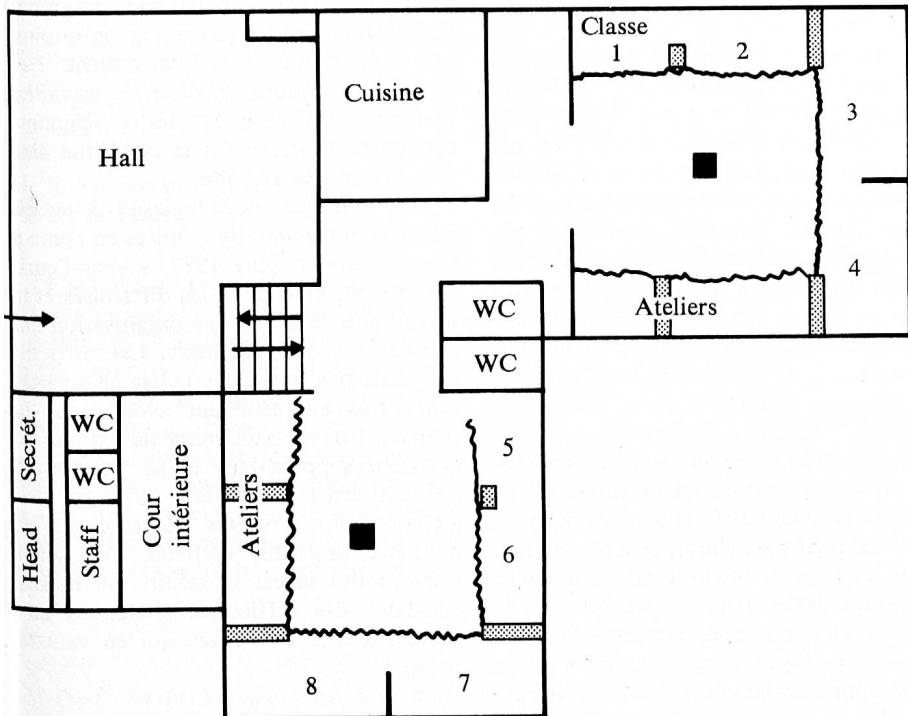 Classe
1
2
Cuisine
3
Hall
4
WC
Ateliers
WC
Secrét.
WC
5
WC
Cour
intérieure
Ateliers
Head
Staff
6
8
7